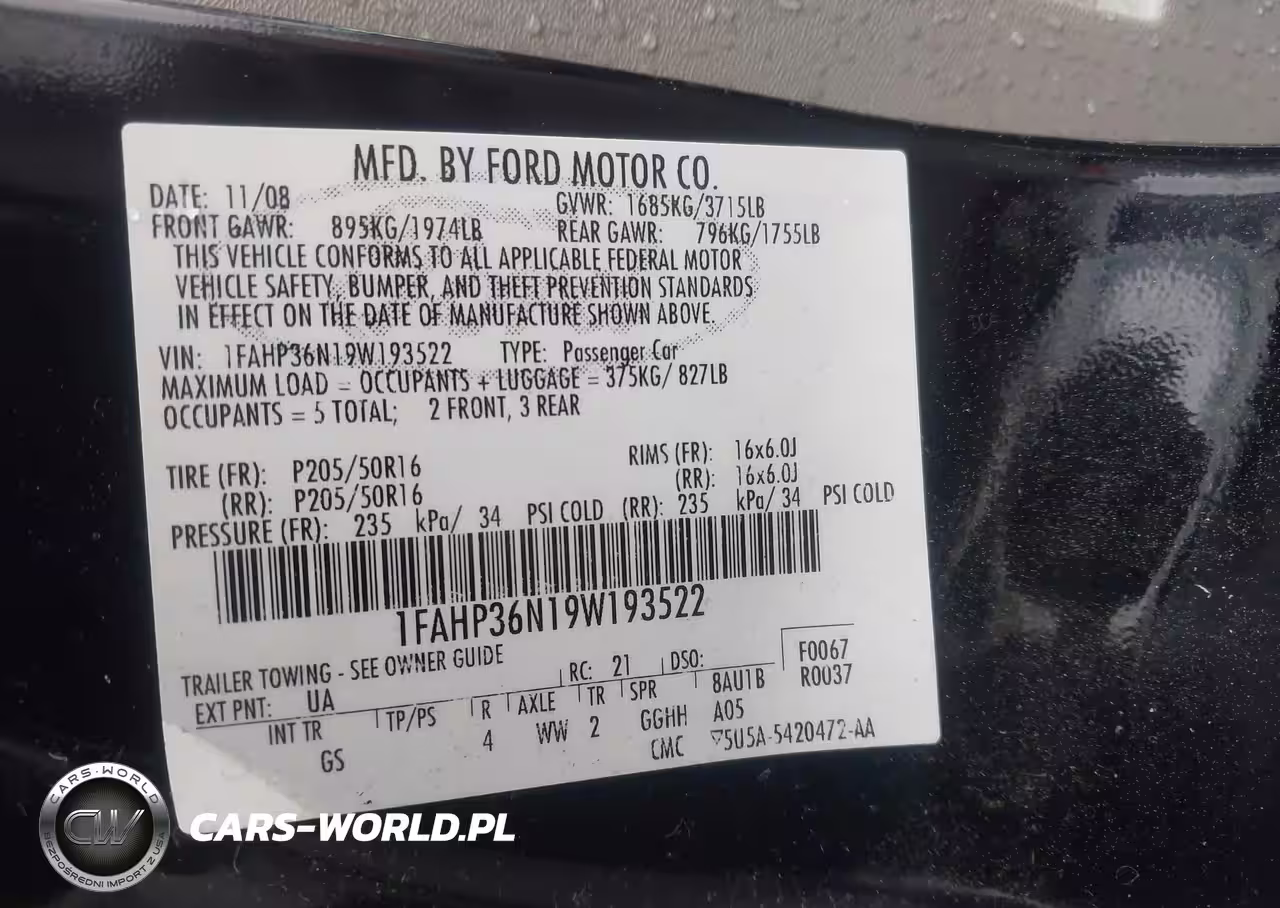 MFD. BY FORD MOTOR CO.
DATE: 11/08 GVWR: 1685KG/3715LB
FRONT GAWR: 895KG/1974LB REAR GAWR: 796KG/1755LB
THIS VEHICLE CONFORMS TO ALL APPLICABLE FEDERAL MOTOR
VEHICLE SAFETY, BUMPER, AND THEFT PREVENTION STANDARDS
IN EFFECT ON THE DATE OF MANUFACTURE SHOWN ABOVE.
VIN: 1FAHP36N19W193522 TYPE: Passenger Car
MAXIMUM LOAD = OCCUPANTS + LUGGAGE = 375KG/ 827LB
OCCUPANTS = 5 TOTAL; 2 FRONT, 3 REAR
TIRE (FR): P205/50R16 RIMS (FR): 16x6.0J
(RR): P205/50R16 (RR): 16x6.0J
PRESSURE (FR): 235 kPa/ 34 PSI COLD (RR): 235 kPa/ 34 PSI COLD
1FAHP36N19W193522
TRAILER TOWING - SEE OWNER GUIDE
EXT PNT: UA RC: 21 DSO: F0067
INT TR TP/PS R AXLE TR SPR 8AU1B R0037
GS 4 WW 2 GGHH A05
CMC ▽5U5A-5420472-AA
CARS-WORLD
CW
BEZPOŚREDNI IMPORT Z USA
CARS-WORLD.PL